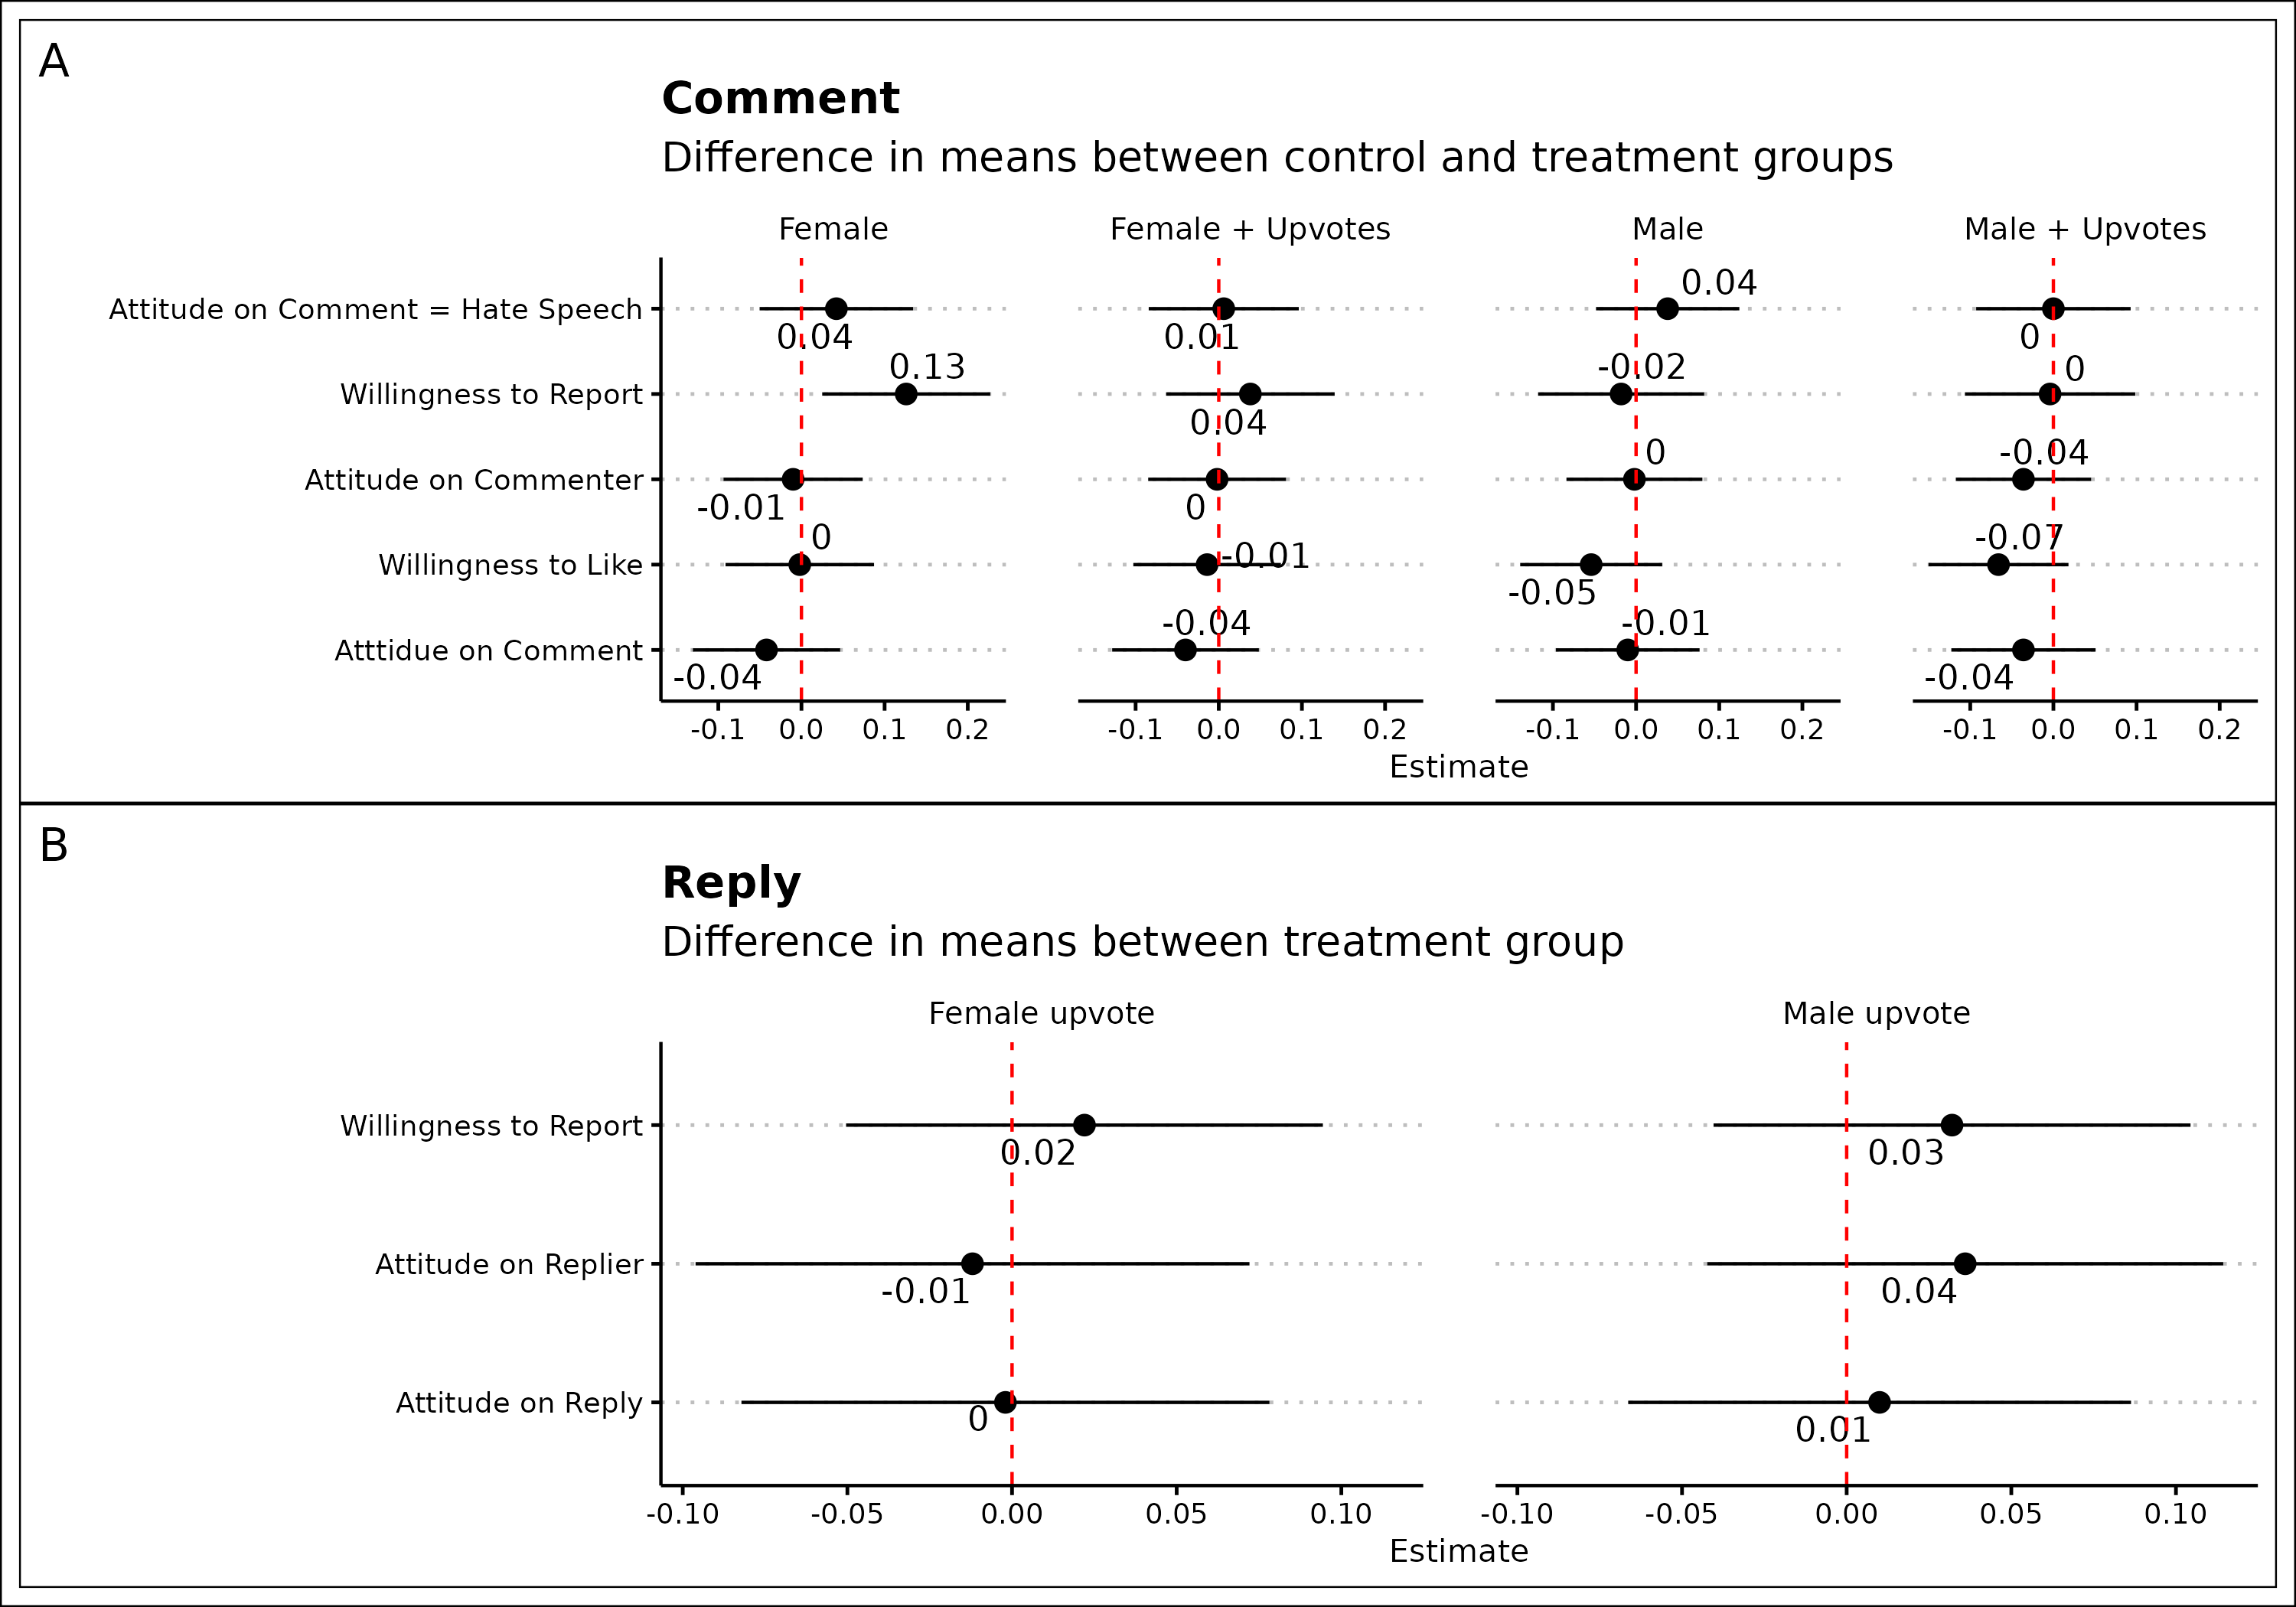 A
Comment
Difference in means between control and treatment groups
Female Female + Upvotes Male Male + Upvotes
Attitude on Comment = Hate Speech 0.04 0.01 0.04 0
Willingness to Report 0.13 0.04 -0.02 0
Attitude on Commenter -0.01 0 0 -0.04
Willingness to Like 0 -0.01 -0.05 -0.07
Atttidue on Comment -0.04 -0.04 -0.01 -0.04
-0.1 0.0 0.1 0.2 -0.1 0.0 0.1 0.2 -0.1 0.0 0.1 0.2 -0.1 0.0 0.1 0.2
Estimate
B
Reply
Difference in means between treatment group
Female upvote Male upvote
Willingness to Report 0.02 0.03
Attitude on Replier -0.01 0.04
Attitude on Reply 0 0.01
-0.10 -0.05 0.00 0.05 0.10 -0.10 -0.05 0.00 0.05 0.10
Estimate